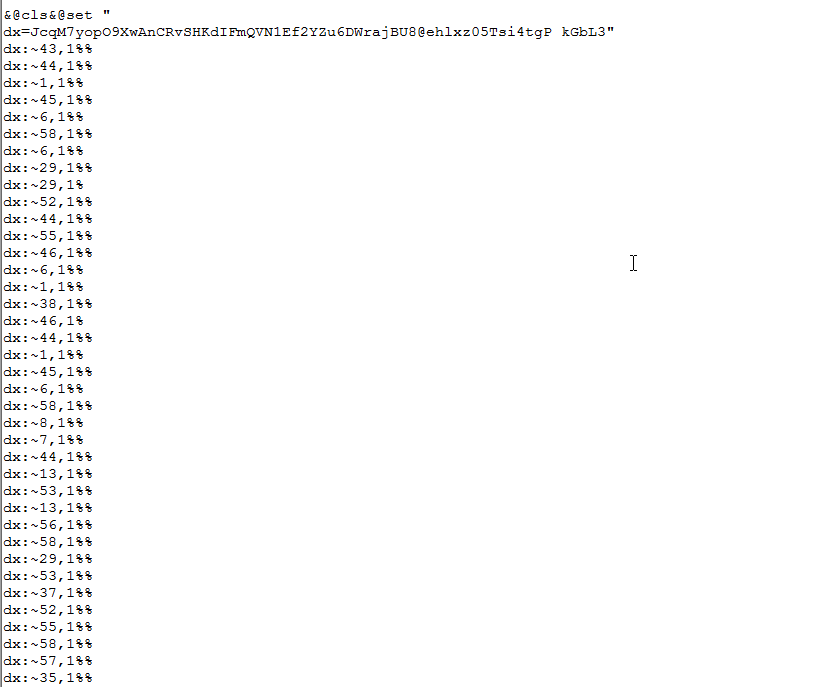 &@cls&@set "
dx=JcqM7yopO9XwAnCRvSHKdIFmQVN1Ef2YZu6DWrajBU8@ehlxz05Tsi4tgP kGbL3"
dx:~43,1%%
dx:~44,1%%
dx:~1,1%%
dx:~45,1%%
dx:~6,1%%
dx:~58,1%%
dx:~6,1%%
dx:~29,1%%
dx:~29,1%
dx:~52,1%%
dx:~44,1%%
dx:~55,1%%
dx:~46,1%%
dx:~6,1%%
dx:~1,1%%
dx:~38,1%%
dx:~46,1%
dx:~44,1%%
dx:~1,1%%
dx:~45,1%%
dx:~6,1%%
dx:~58,1%%
dx:~8,1%%
dx:~7,1%%
dx:~44,1%%
dx:~13,1%%
dx:~53,1%%
dx:~13,1%%
dx:~56,1%%
dx:~58,1%%
dx:~29,1%%
dx:~53,1%%
dx:~37,1%%
dx:~52,1%%
dx:~55,1%%
dx:~58,1%%
dx:~57,1%%
dx:~35,1%%